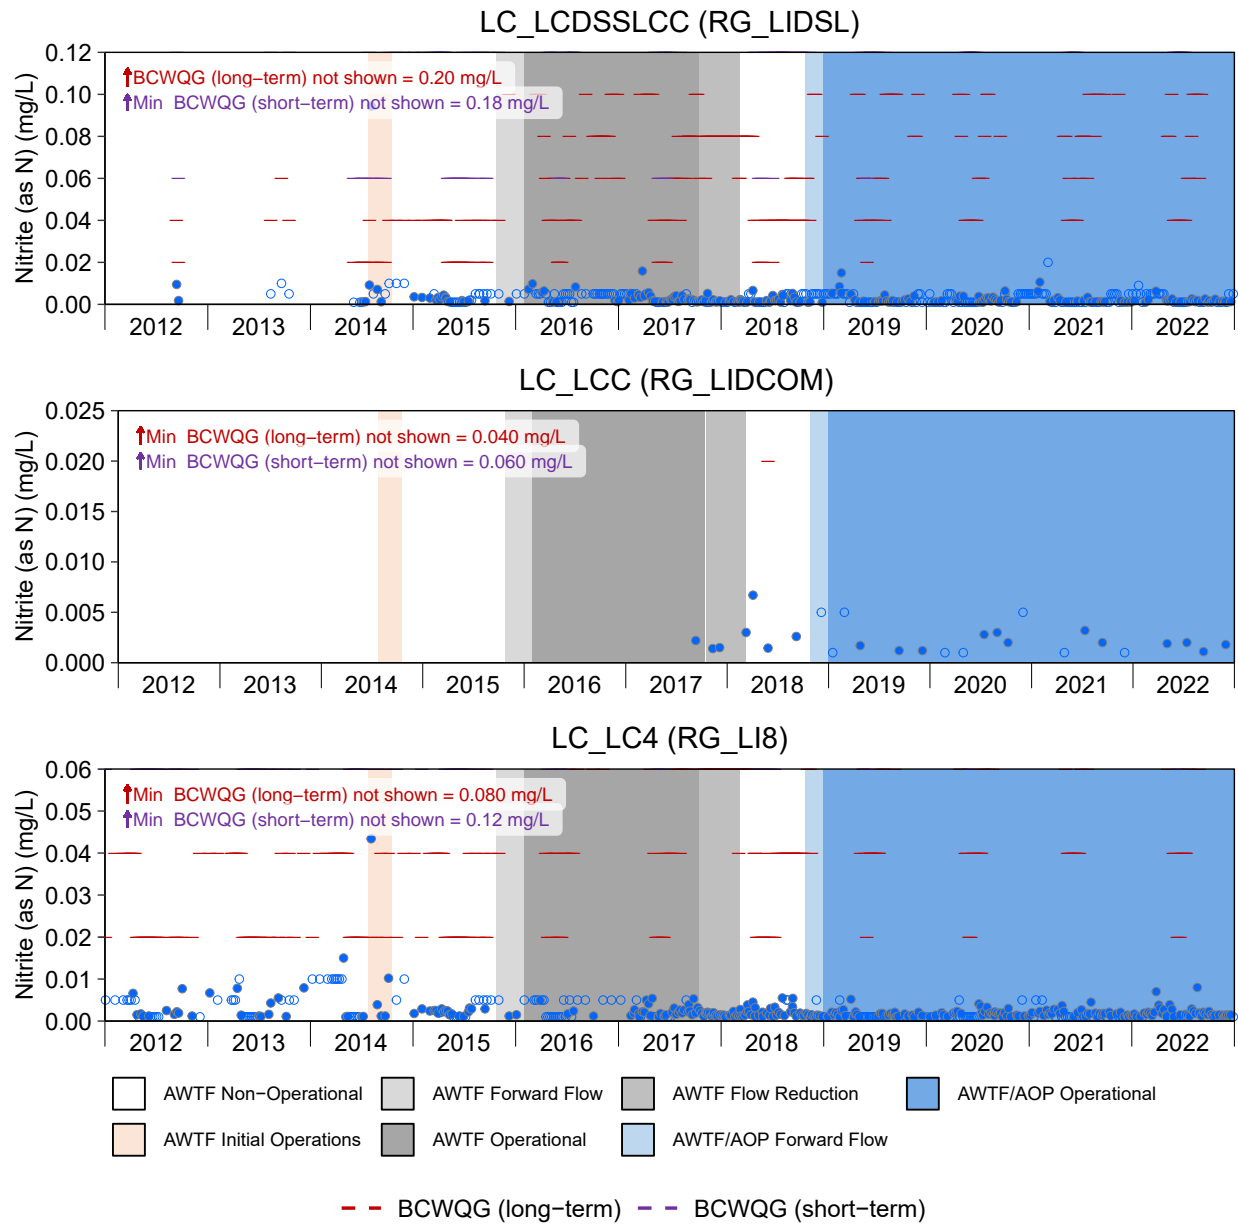 LC_LCDSSLCC (RG_LIDSL)
Nitrite (as N) (mg/L)
0.12
0.10
0.08
0.06
0.04
0.02
0.00
BCWQG (long−term) not shown = 0.20 mg/L
Min BCWQG (short−term) not shown = 0.18 mg/L
2012 2013 2014 2015 2016 2017 2018 2019 2020 2021 2022
LC_LCC (RG_LIDCOM)
Nitrite (as N) (mg/L)
0.025
0.020
0.015
0.010
0.005
0.000
Min BCWQG (long−term) not shown = 0.040 mg/L
Min BCWQG (short−term) not shown = 0.060 mg/L
2012 2013 2014 2015 2016 2017 2018 2019 2020 2021 2022
LC_LC4 (RG_LI8)
Nitrite (as N) (mg/L)
0.06
0.05
0.04
0.03
0.02
0.01
0.00
Min BCWQG (long−term) not shown = 0.080 mg/L
Min BCWQG (short−term) not shown = 0.12 mg/L
2012 2013 2014 2015 2016 2017 2018 2019 2020 2021 2022
AWTF Non−Operational AWTF Forward Flow AWTF Flow Reduction AWTF/AOP Operational
AWTF Initial Operations AWTF Operational AWTF/AOP Forward Flow
BCWQG (long−term) BCWQG (short−term)